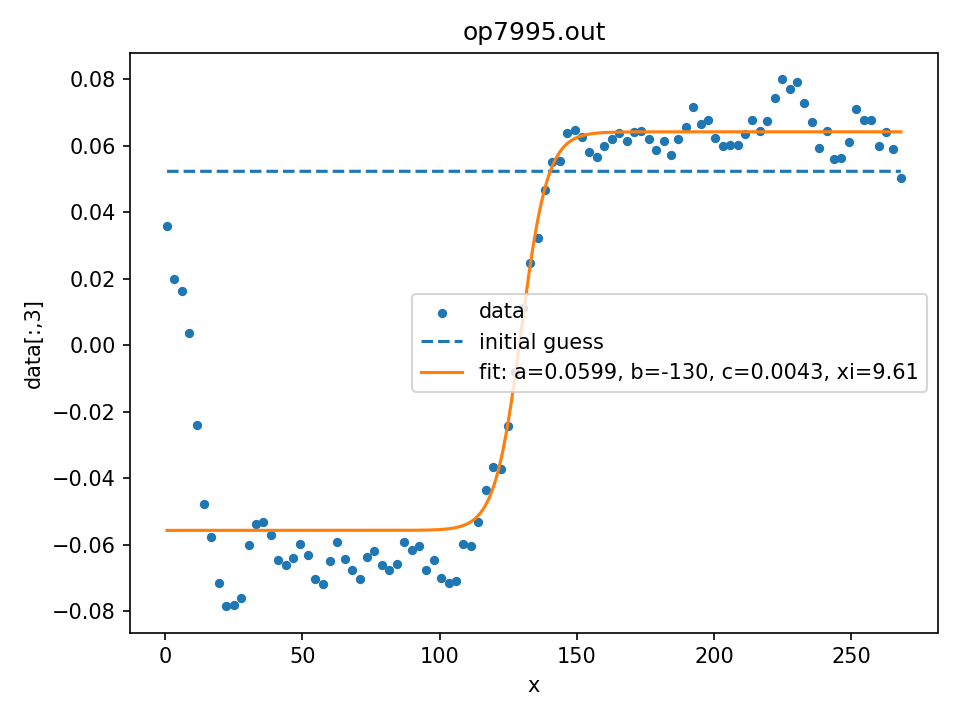 op7995.out
0.08
0.06
0.04
0.02
0.00
−0.02
−0.04
−0.06
−0.08
data[:,3]
data
initial guess
fit: a=0.0599, b=-130, c=0.0043, xi=9.61
0 50 100 150 200 250
x